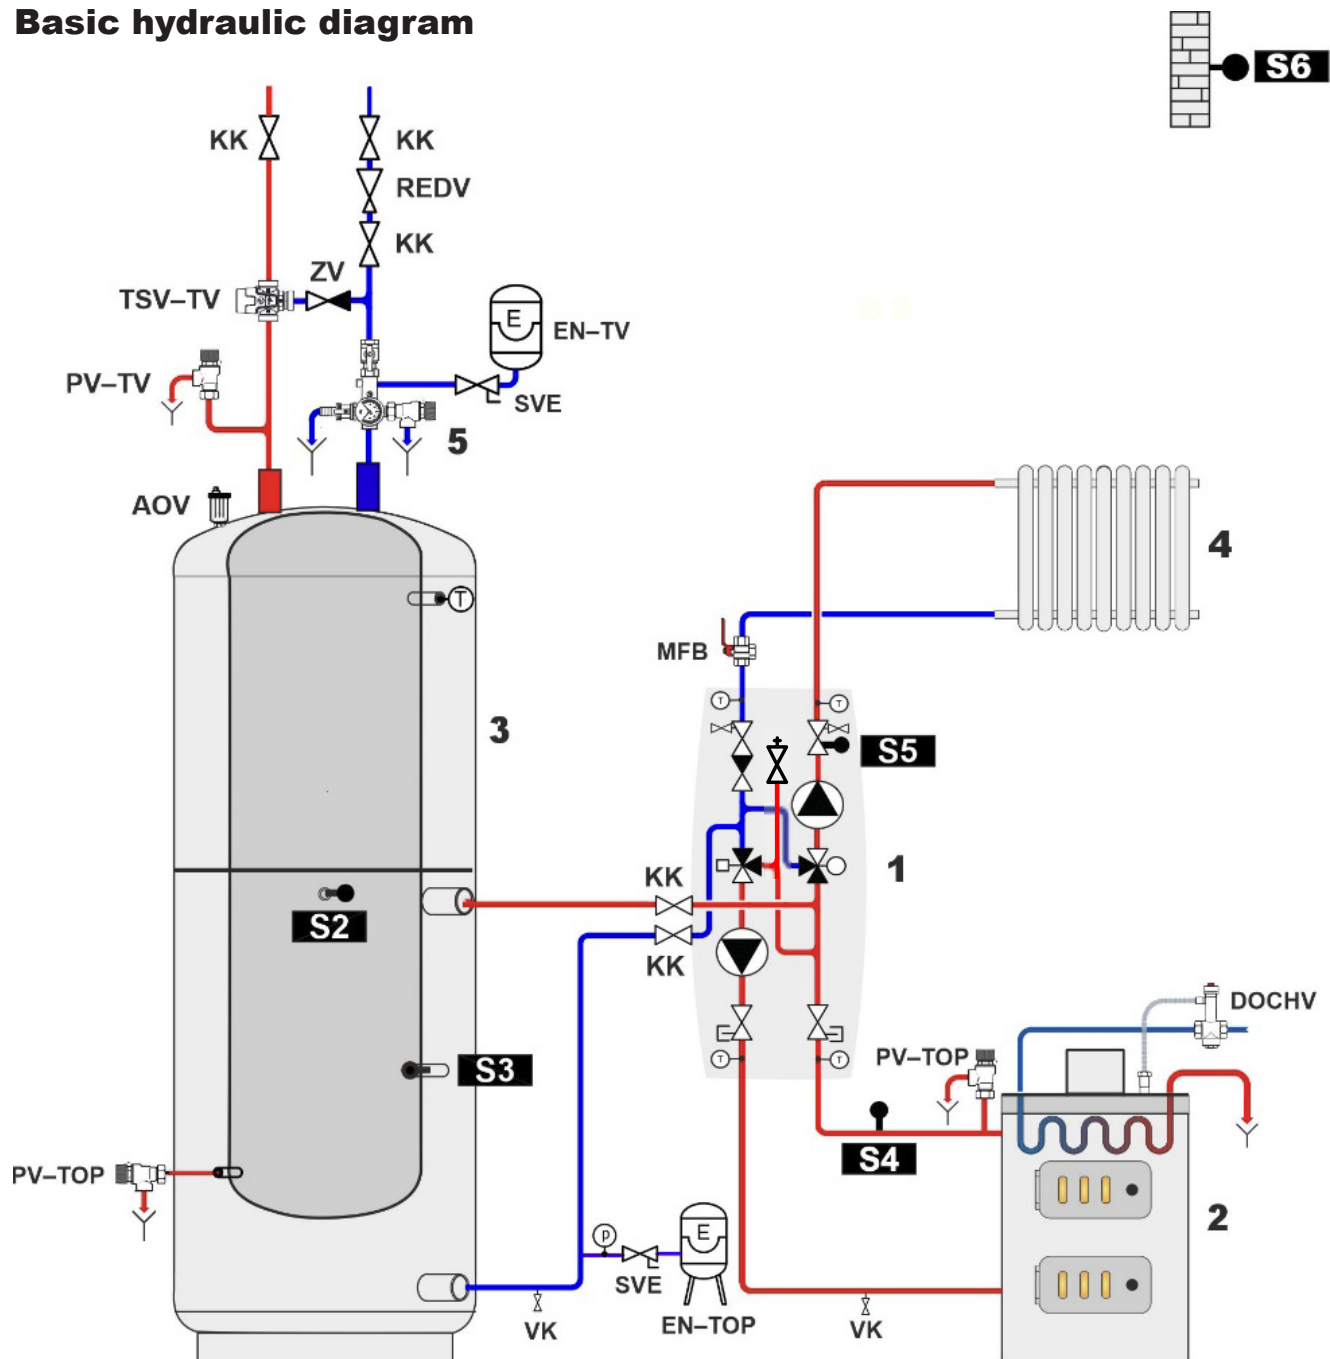 Basic hydraulic diagram
S6
KK
KK
REDV
KK
ZV
TSV–TV
E
EN–TV
PV–TV
SVE
5
AOV
T
4
MFB
T
T
3
S5
1
KK
S2
KK
DOCHV
PV–TOP
T
T
S3
S4
PV–TOP
2
p
E
SVE
EN–TOP
VK
VK